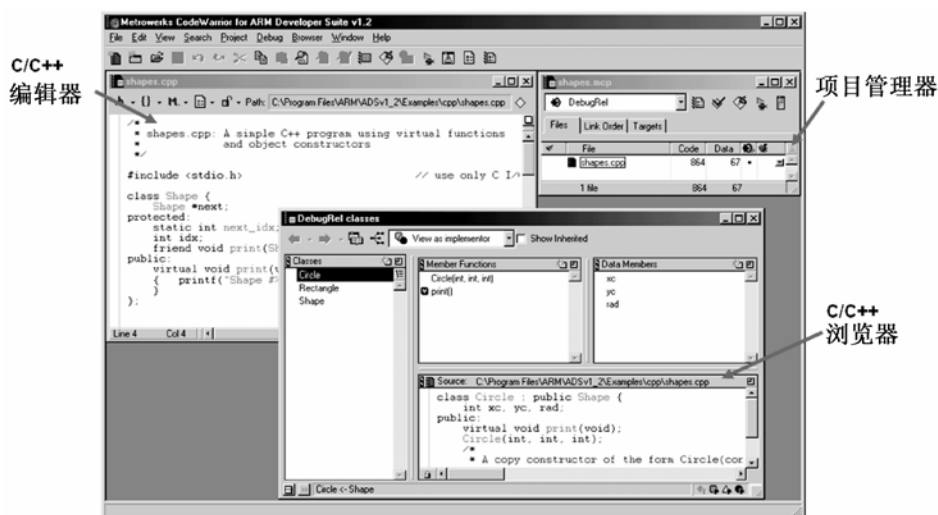 Metrowerks CodeWarrior for ARM Developer Suite v1.2
File Edit View Search Project Debug Browser Window Help
C/C++
编辑器
shapes.cpp
Path: C:\Program Files\ARM\ADSv1_2\Examples\cpp\shapes.cpp
/*
* shapes.cpp: A simple C++ program using virtual functions
* and object constructors
*/
#include <stdio.h> // use only C I/
class Shape {
Shape *next;
protected:
static int next_idx;
int idx;
friend void print(Sh
public:
virtual void print(v
{ printf("Shape #
}
};
Line 4 Col 4
shapes.mcp
项目管理器
DebugRel
Files Link Order Targets
File Code Data
shapes.cpp 864 67
1 file 864 67
DebugRel classes
View as implementor Show Inherited
Classes
Circle
Rectangle
Shape
Member Functions
Circle(int, int, int)
print()
Data Members
xc
yc
rad
C/C++
浏览器
Source: C:\Program Files\ARM\ADSv1_2\Examples\cpp\shapes.cpp
class Circle : public Shape {
int xc, yc, rad;
public:
virtual void print(void);
Circle(int, int, int);
/*
* A copy constructor of the form Circle(con
Circle <- Shape